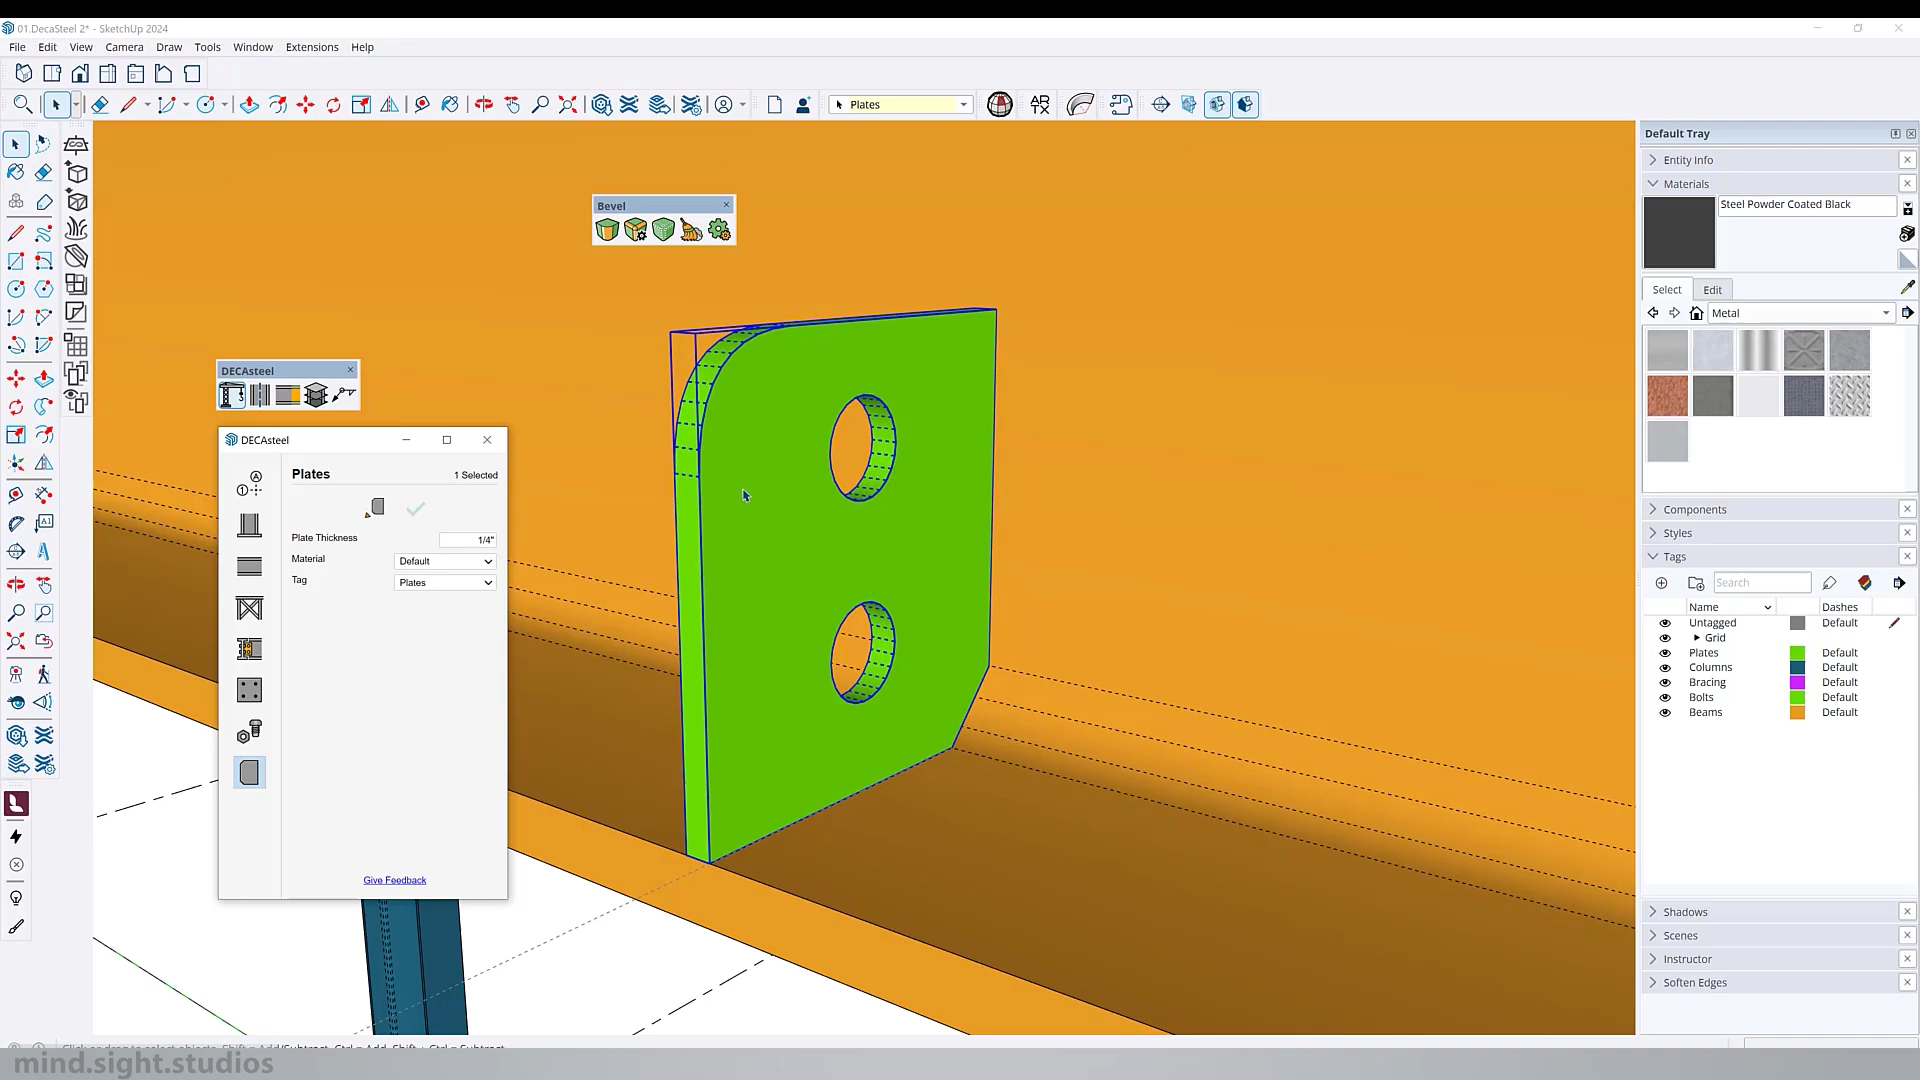 01.DecaSteel 2* - SketchUp 2024
File Edit View Camera Draw Tools Window Extensions Help
Plates
ARTX
Bevel
DECAsteel
DECAsteel
Plates 1 Selected
Plate Thickness 1/4"
Material Default
Tag Plates
Give Feedback
Default Tray
Entity Info
Materials
Steel Powder Coated Black
Select Edit
Metal
Components
Styles
Tags
Search
Name Dashes
Untagged Default
Grid
Plates Default
Columns Default
Bracing Default
Bolts Default
Beams Default
Shadows
Scenes
Instructor
Soften Edges
mind.sight.studios